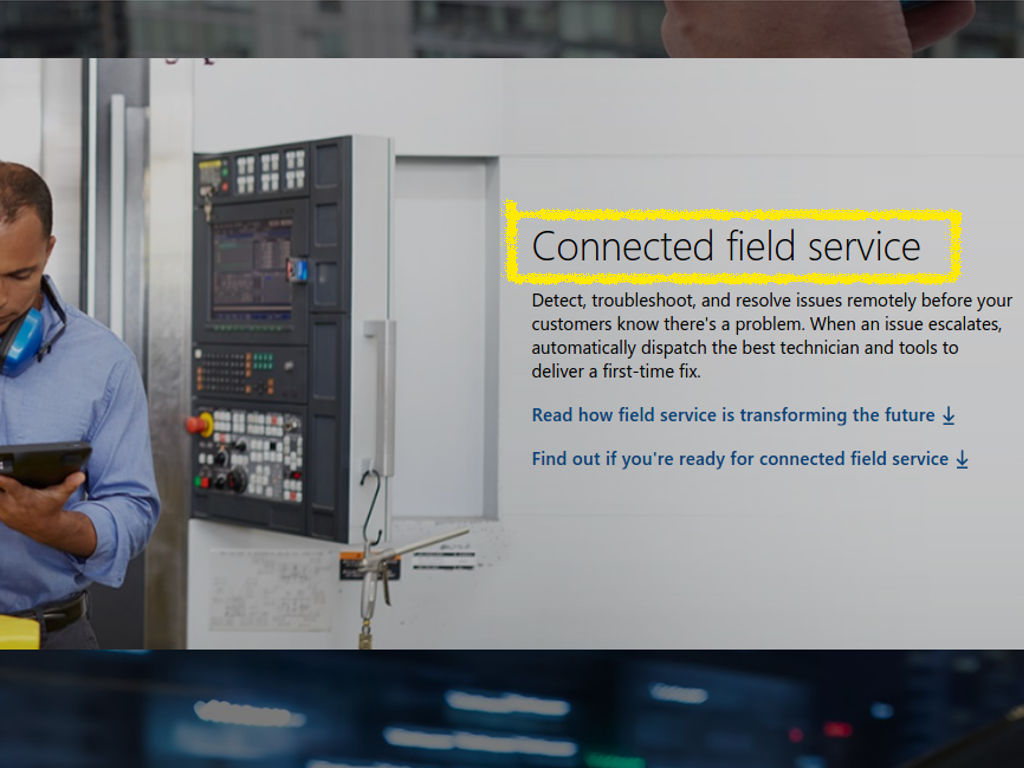 Connected field service
Detect, troubleshoot, and resolve issues remotely before your
customers know there's a problem. When an issue escalates,
automatically dispatch the best technician and tools to
deliver a first-time fix.
Read how field service is transforming the future
Find out if you're ready for connected field service